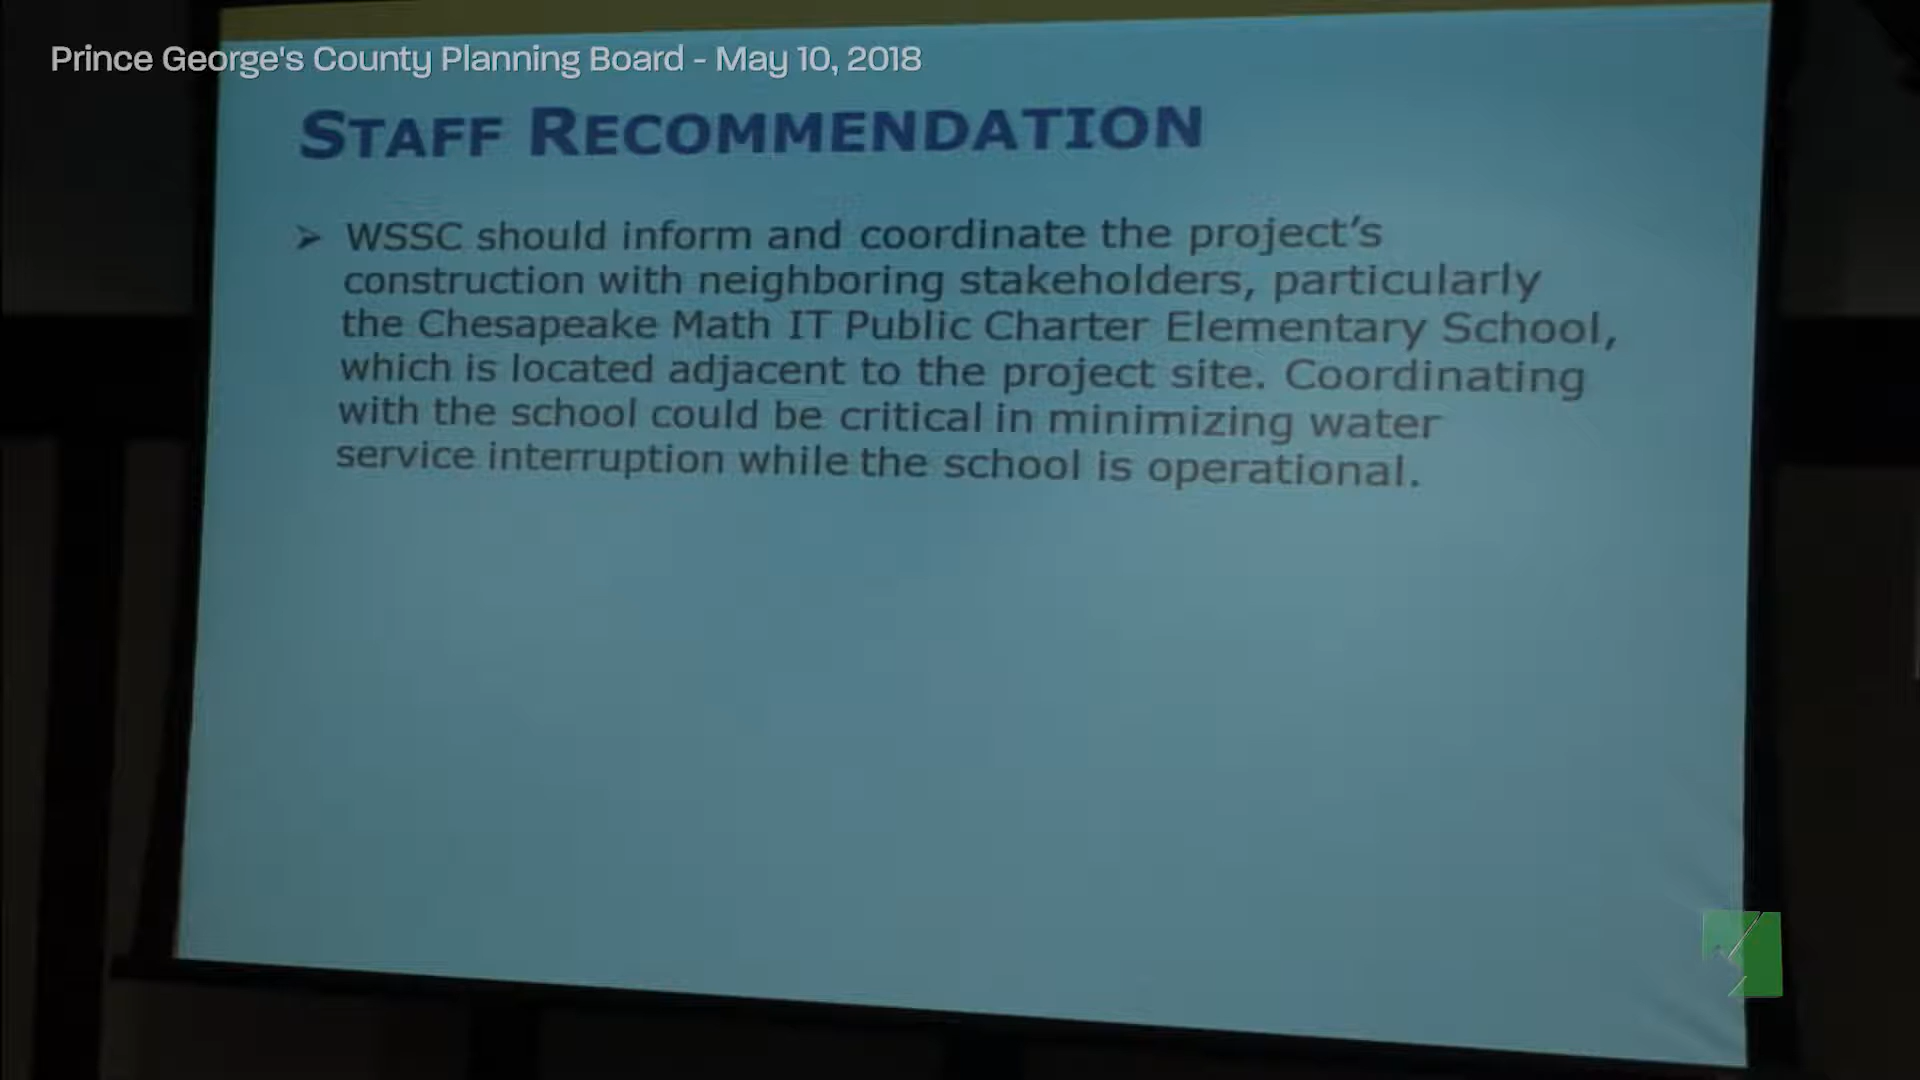 Prince George's County Planning Board - May 10, 2018
STAFF RECOMMENDATION
➢ WSSC should inform and coordinate the project's
construction with neighboring stakeholders, particularly
the Chesapeake Math IT Public Charter Elementary School,
which is located adjacent to the project site. Coordinating
with the school could be critical in minimizing water
service interruption while the school is operational.